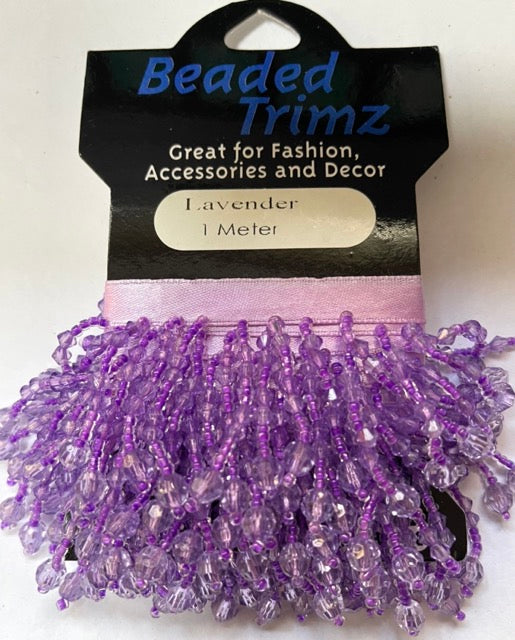 Beaded
Trimz
Great for Fashion,
Accessories and Decor
Lavender
1 Meter